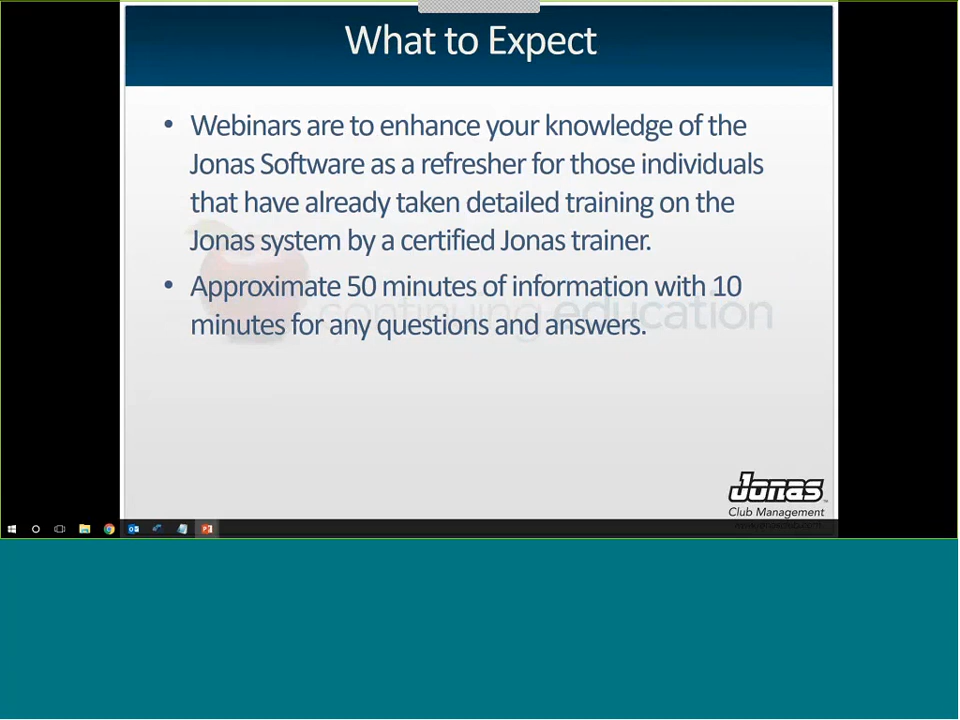 What to Expect
• Webinars are to enhance your knowledge of the
Jonas Software as a refresher for those individuals
that have already taken detailed training on the
Jonas system by a certified Jonas trainer.
• Approximate 50 minutes of information with 10
minutes for any questions and answers.
continuing education
Jonas
Club Management